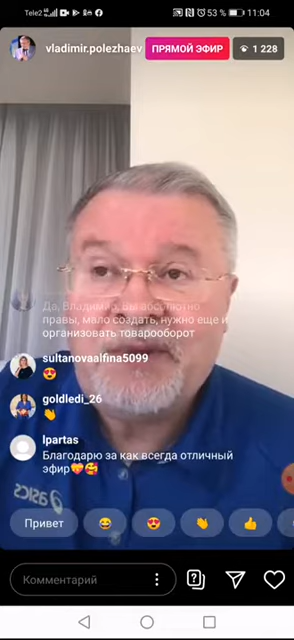 Tele2
53 %
11:04
vladimir.polezhaev
ПРЯМОЙ ЭФИР
1 228
Да, Владимир, вы абсолютно
правы, мало создать, нужно еще и
организовать товарооборот
sultanovaalfina5099
😍
goldledi_26
👋
lpartas
Благодарю за как всегда отличный
эфир💝🥰
asics
Привет
😂 😍 👋 👍
Комментарий